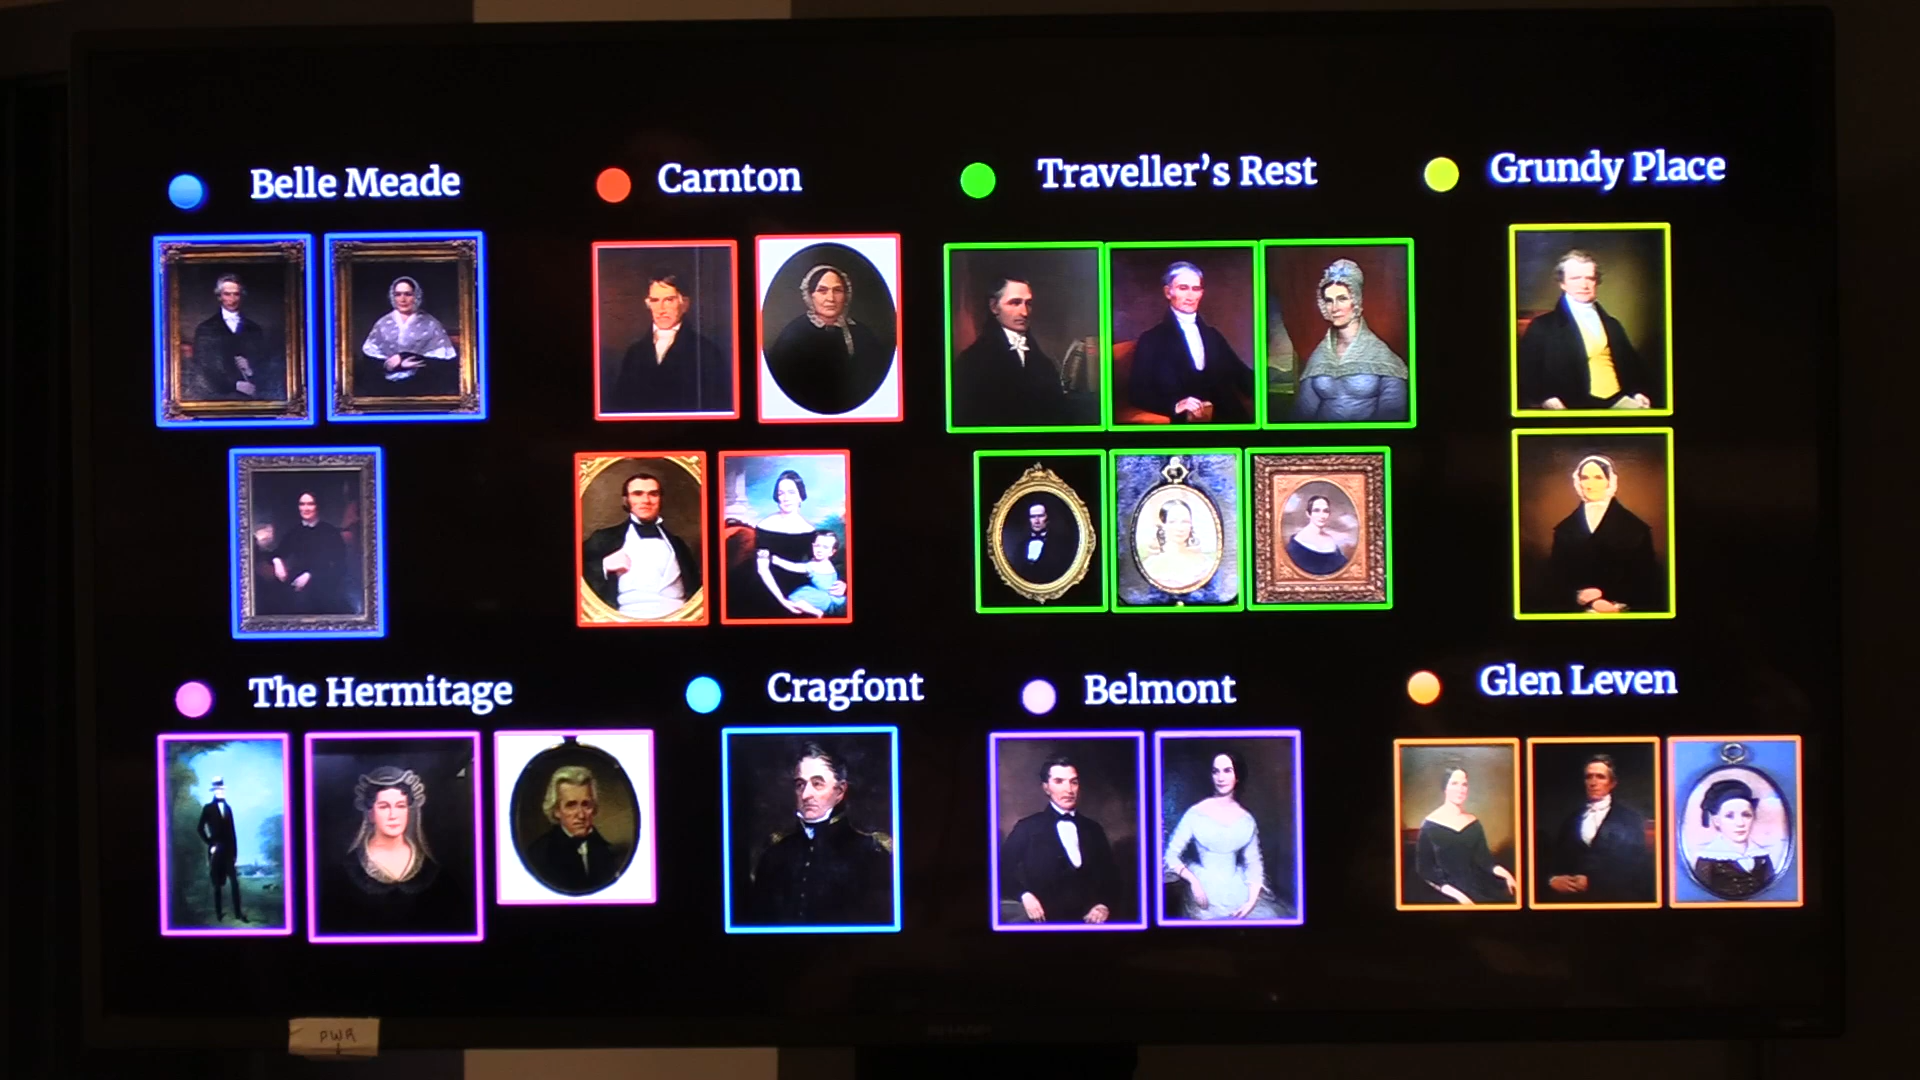 Belle Meade
Carnton
Traveller's Rest
Grundy Place
The Hermitage
Cragfont
Belmont
Glen Leven
PWR